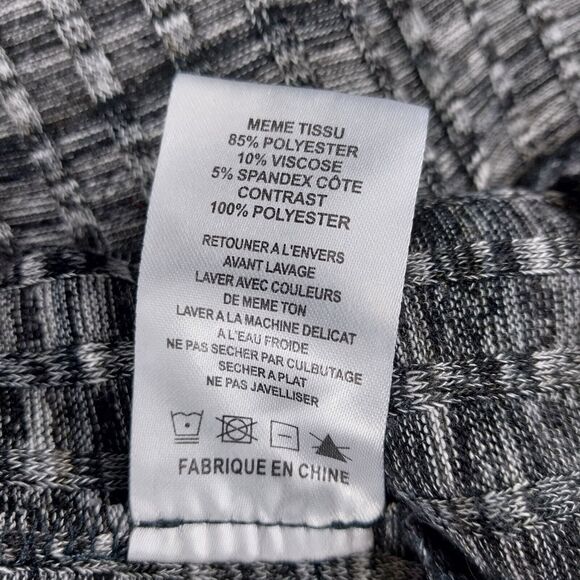 MEME TISSU
85% POLYESTER
10% VISCOSE
5% SPANDEX CÔTE
CONTRAST
100% POLYESTER
RETOUNER A L'ENVERS
AVANT LAVAGE
LAVER AVEC COULEURS
DE MEME TON
LAVER A LA MACHINE DELICAT
A L'EAU FROIDE
NE PAS SECHER PAR CULBUTAGE
SECHER A PLAT
NE PAS JAVELLISER
FABRIQUE EN CHINE